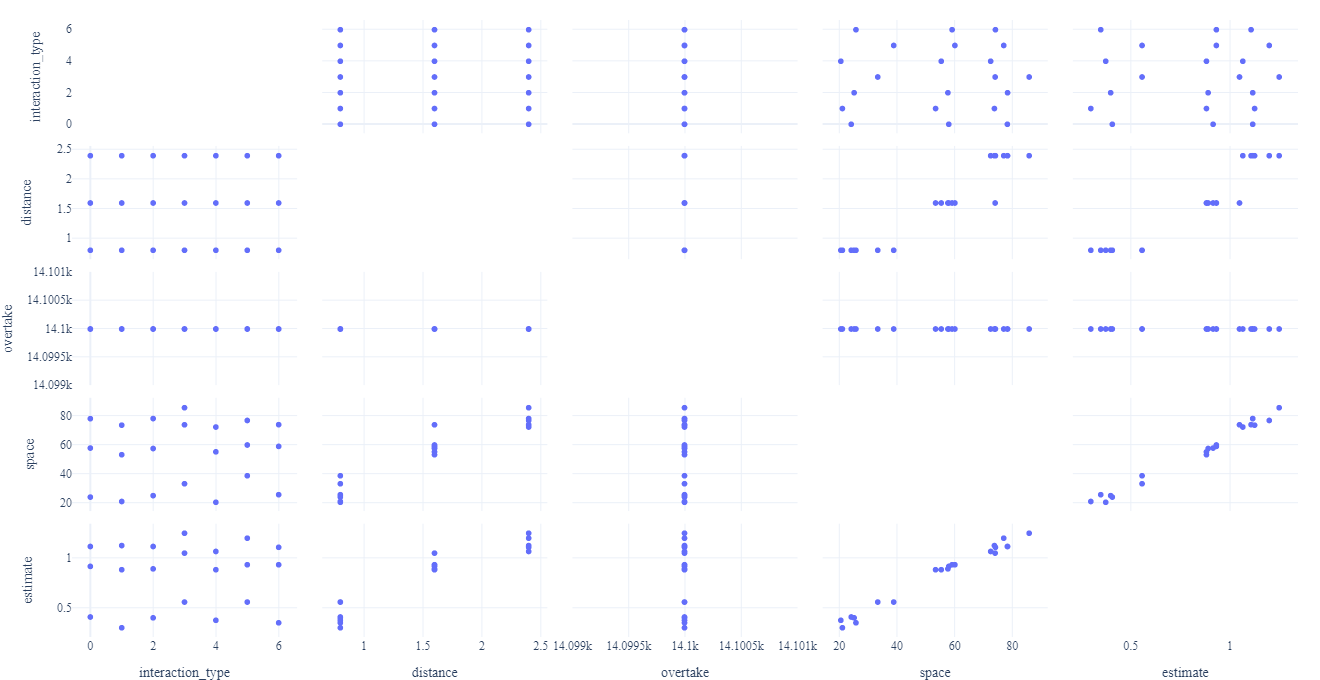 6
4
2
0
interaction_type
2.5
2
1.5
1
distance
14.101k
14.1005k
14.1k
14.0995k
14.099k
overtake
80
60
40
20
space
1
0.5
estimate
0 2 4 6 1 1.5 2 2.5 14.099k 14.0995k 14.1k 14.1005k 14.101k 20 40 60 80 0.5 1
interaction_type distance overtake space estimate